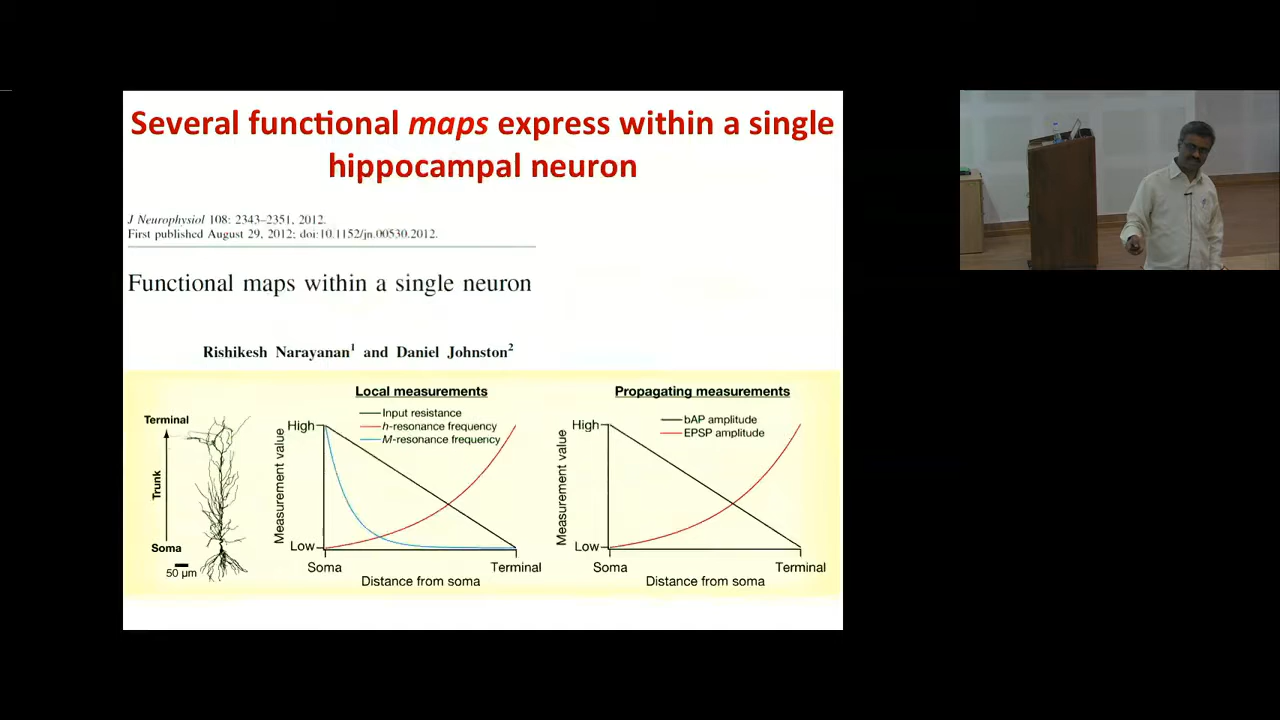 Several functional maps express within a single
hippocampal neuron
J Neurophysiol 108: 2343–2351, 2012.
First published August 29, 2012; doi:10.1152/jn.00530.2012.
Functional maps within a single neuron
Rishikesh Narayanan1 and Daniel Johnston2
Terminal
Trunk
Soma
50 μm
Local measurements
Input resistance
h-resonance frequency
M-resonance frequency
High
Measurement value
Low
Soma
Terminal
Distance from soma
Propagating measurements
bAP amplitude
EPSP amplitude
High
Measurement value
Low
Soma
Terminal
Distance from soma